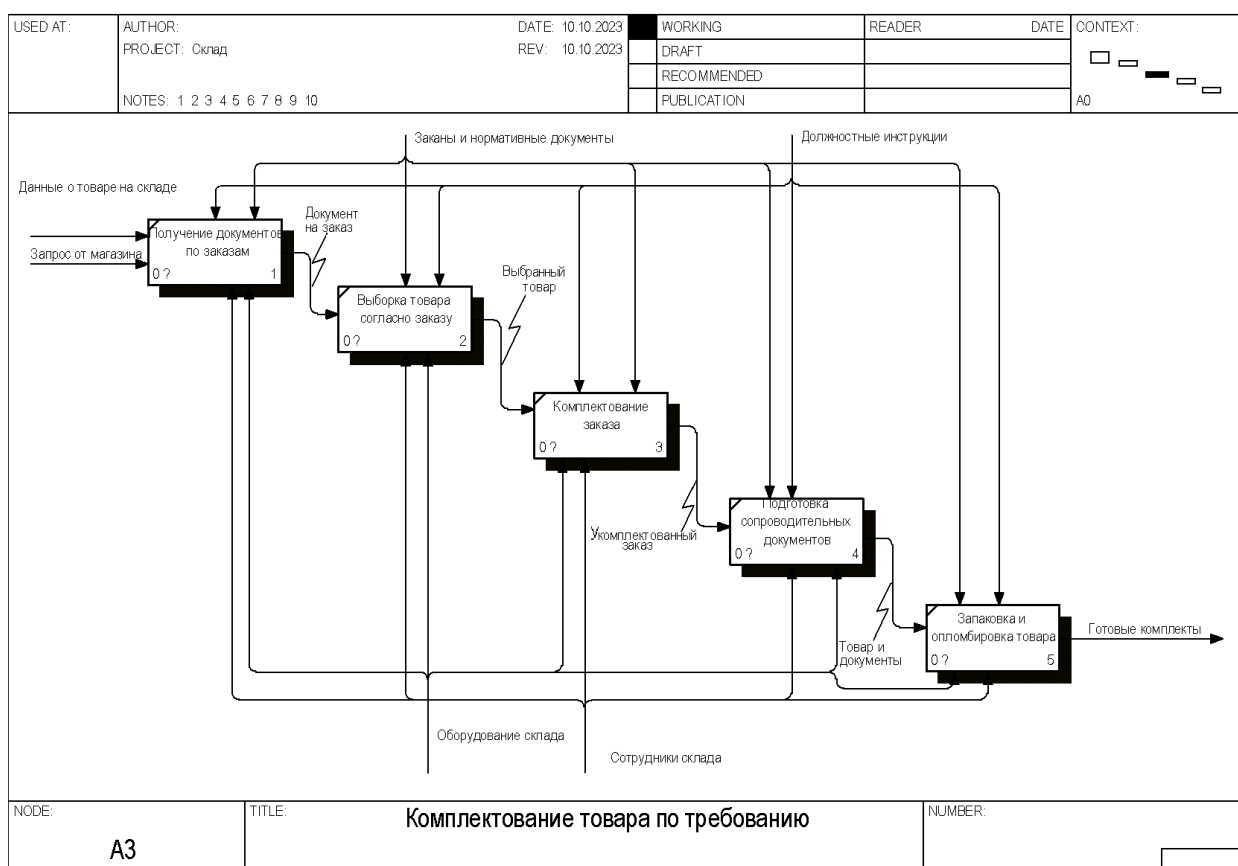 USED AT:
AUTHOR:
DATE: 10.10.2023
WORKING
READER
DATE
CONTEXT:
PROJECT: Склад
REV: 10.10.2023
DRAFT
RECOMMENDED
NOTES: 1 2 3 4 5 6 7 8 9 10
PUBLICATION
A0
Заканы и нормативные документы
Должностные инструкции
Данные о товаре на складе
Запрос от магазина
Получение документов
по заказам
0 ?
1
Документ
на заказ
Выборка товара
согласно заказу
0 ?
2
Выбранный
товар
Комплектование
заказа
0 ?
3
Укомплектованный
заказ
Подготовка
сопроводительных
документов
0 ?
4
Товар и
документы
Запаковка и
опломбировка товара
0 ?
5
Готовые комплекты
Оборудование склада
Сотрудники склада
NODE:
TITLE:
NUMBER:
A3
Комплектование товара по требованию